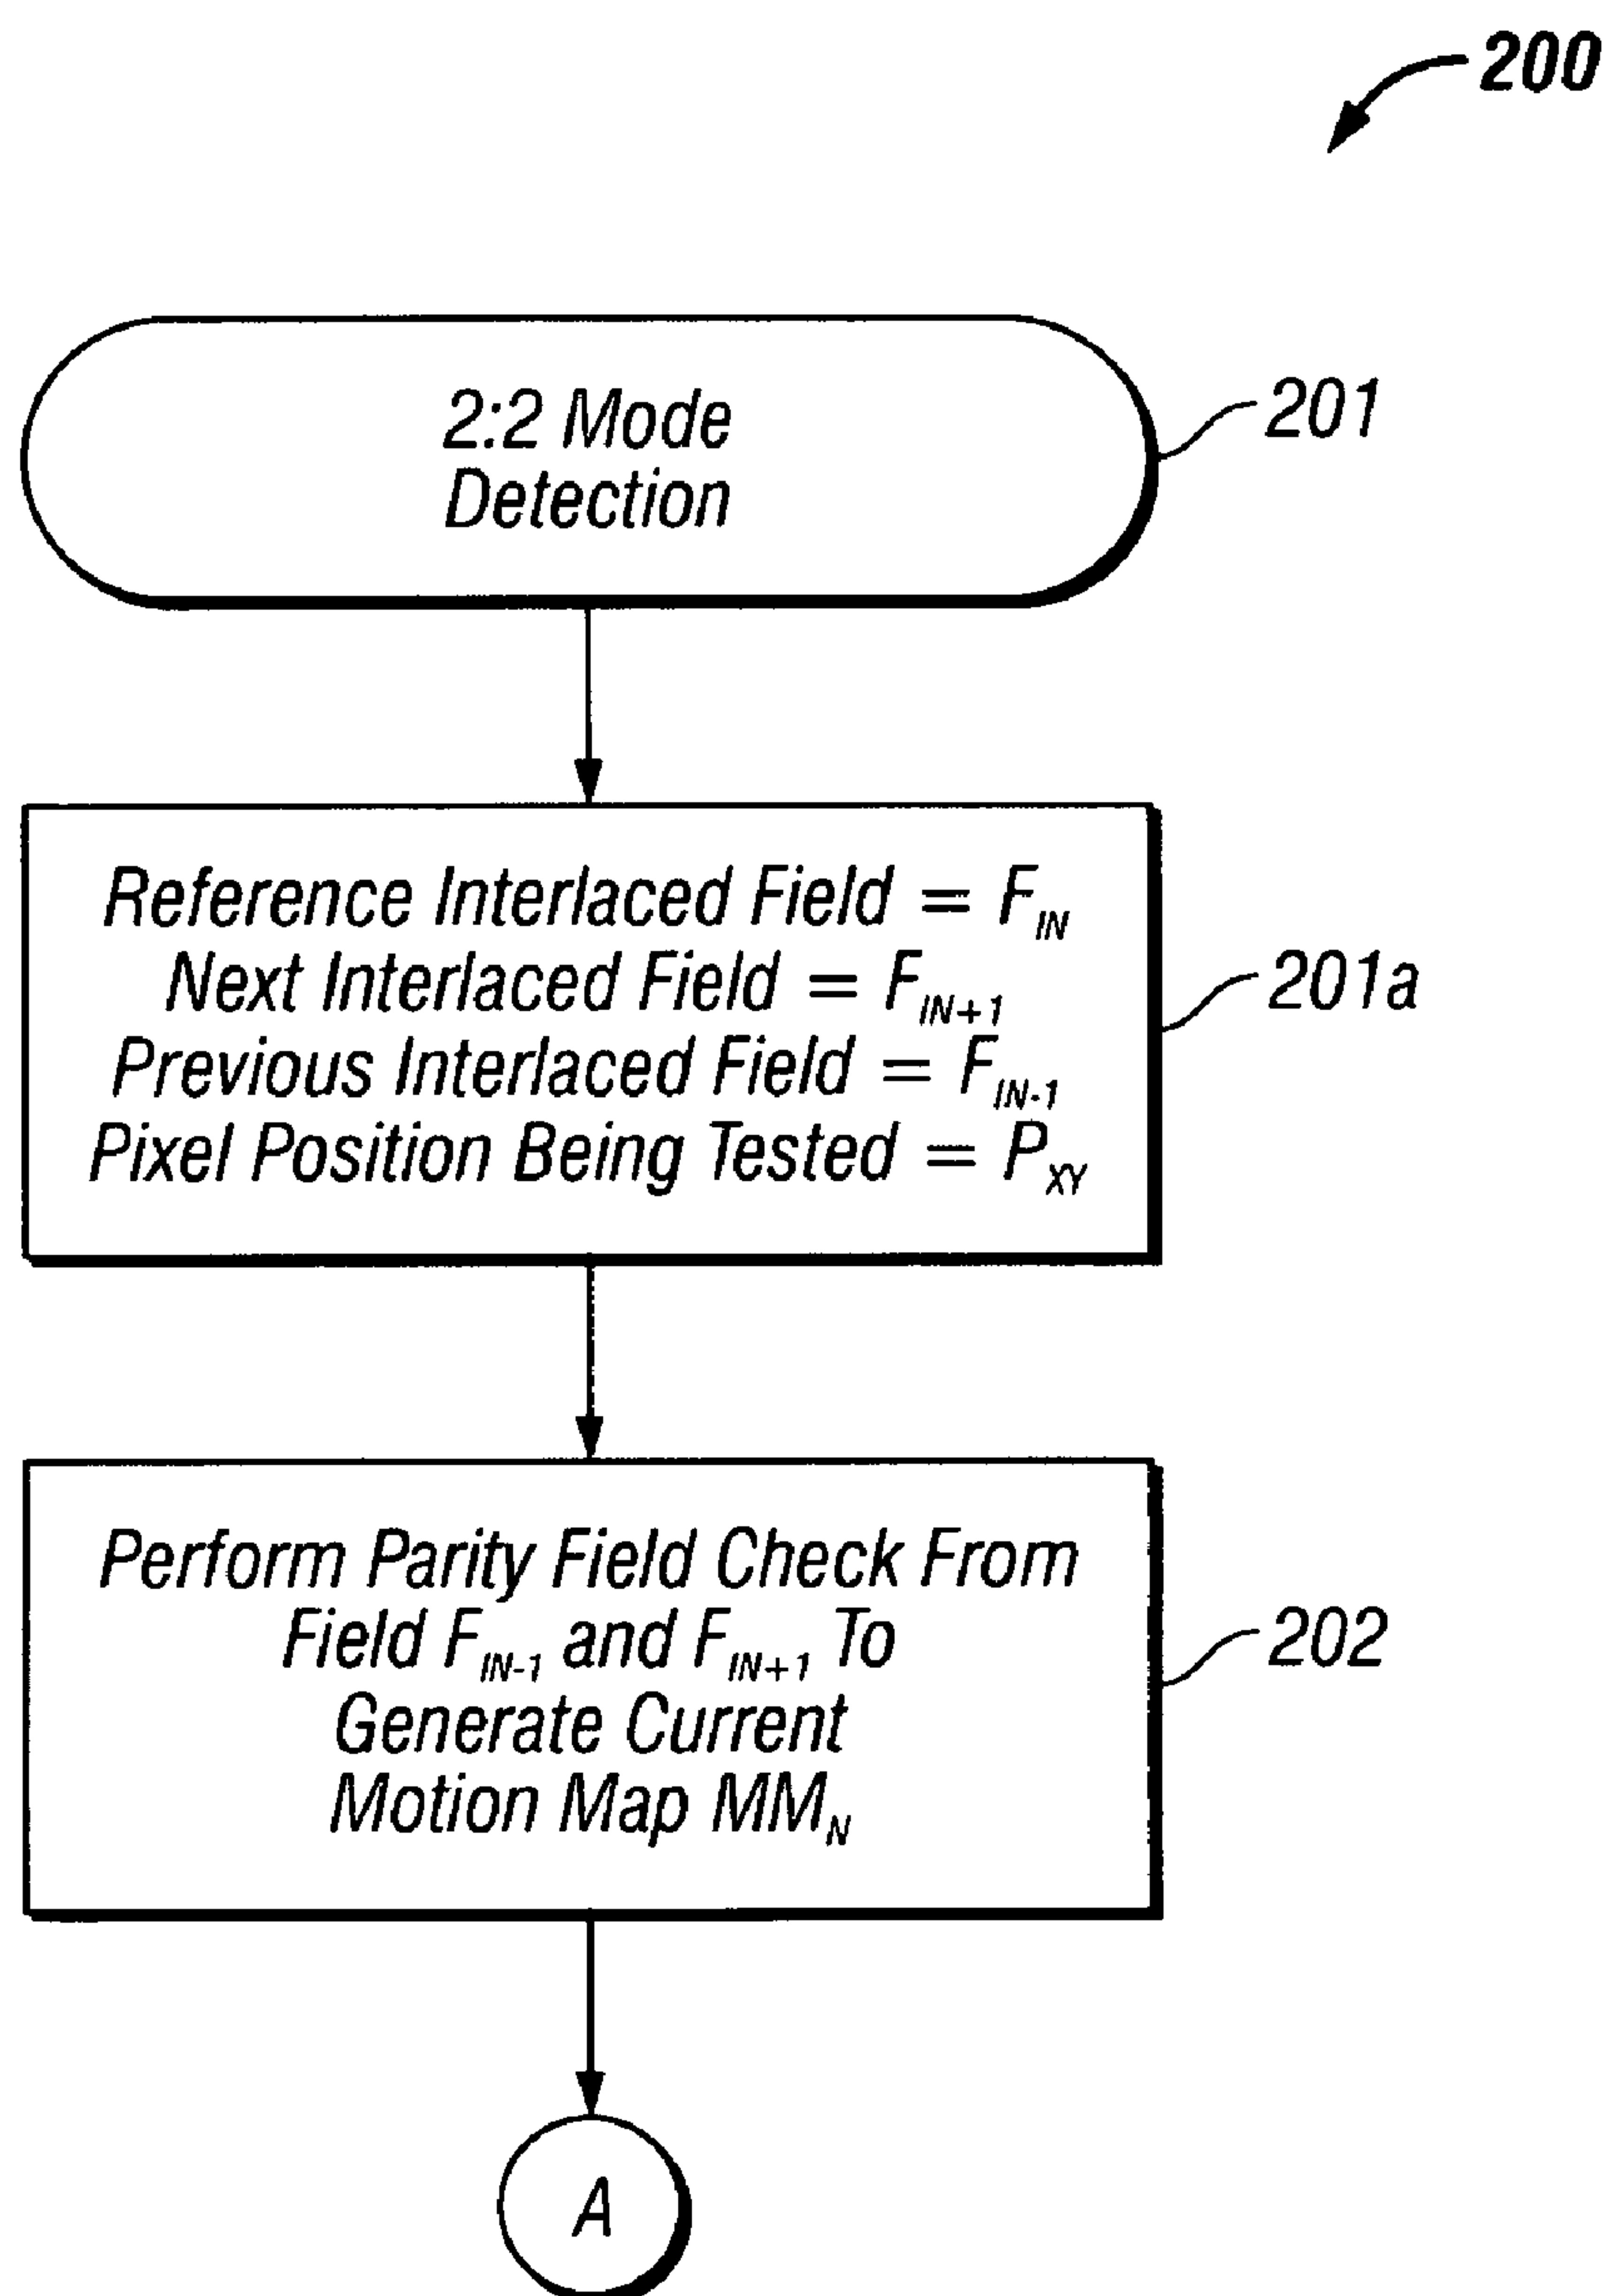 200
2:2 Mode
Detection
201
Reference Interlaced Field = F_IN
Next Interlaced Field = F_IN+1
Previous Interlaced Field = F_IN-1
Pixel Position Being Tested = P_XY
201a
Perform Parity Field Check From
Field F_IN-1 and F_IN+1 To
Generate Current
Motion Map MM_N
202
A